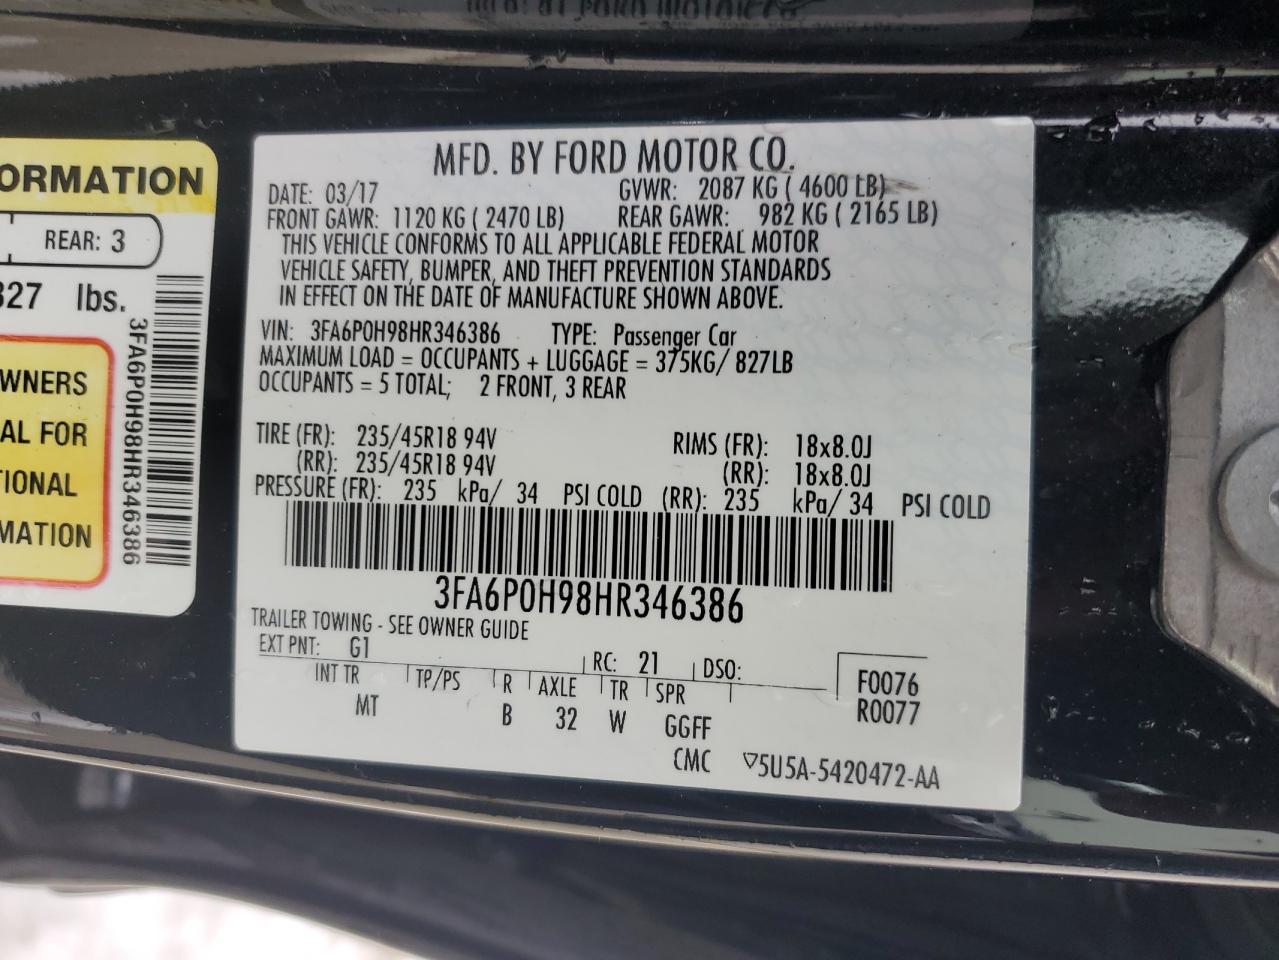 ORMATION
REAR: 3
327 lbs.
3FA6P0H98HR346386
WNERS
AL FOR
TIONAL
MATION
MFD. BY FORD MOTOR CO.
DATE: 03/17 GVWR: 2087 KG ( 4600 LB)
FRONT GAWR: 1120 KG ( 2470 LB) REAR GAWR: 982 KG ( 2165 LB)
THIS VEHICLE CONFORMS TO ALL APPLICABLE FEDERAL MOTOR
VEHICLE SAFETY, BUMPER, AND THEFT PREVENTION STANDARDS
IN EFFECT ON THE DATE OF MANUFACTURE SHOWN ABOVE.
VIN: 3FA6P0H98HR346386 TYPE: Passenger Car
MAXIMUM LOAD = OCCUPANTS + LUGGAGE = 375KG/ 827LB
OCCUPANTS = 5 TOTAL; 2 FRONT, 3 REAR
TIRE (FR): 235/45R18 94V RIMS (FR): 18x8.0J
(RR): 235/45R18 94V (RR): 18x8.0J
PRESSURE (FR): 235 kPa/ 34 PSI COLD (RR): 235 kPa/ 34 PSI COLD
3FA6P0H98HR346386
TRAILER TOWING - SEE OWNER GUIDE
EXT PNT: G1 RC: 21 DSO: F0076
INT TR TP/PS R AXLE TR SPR R0077
MT B 32 W GGFF
CMC ▽5U5A-5420472-AA